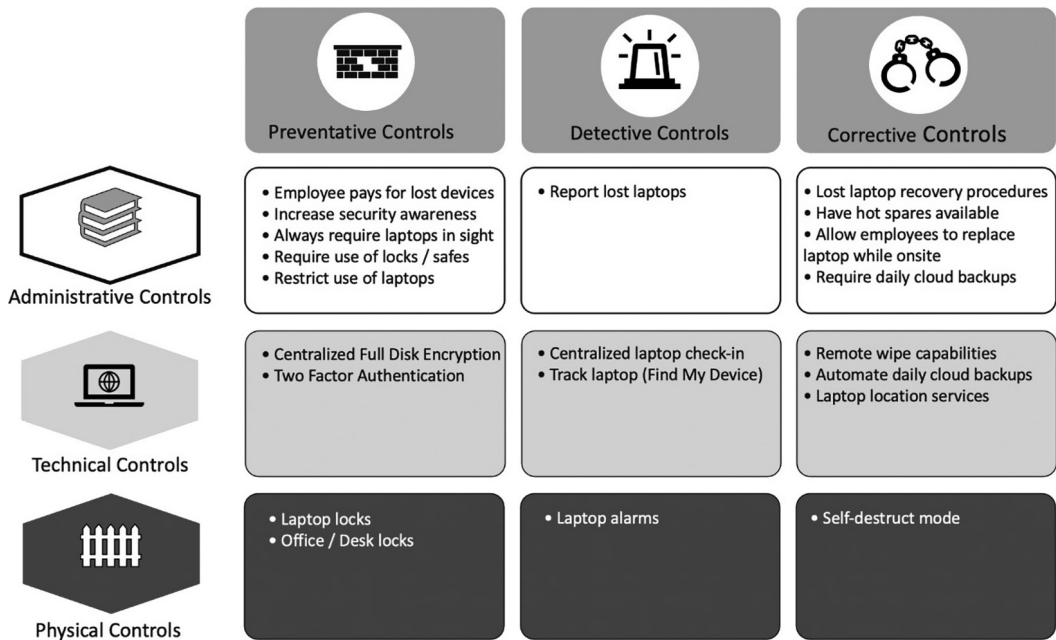 Preventative Controls
Detective Controls
Corrective Controls
Administrative Controls
• Employee pays for lost devices
• Increase security awareness
• Always require laptops in sight
• Require use of locks / safes
• Restrict use of laptops
• Report lost laptops
• Lost laptop recovery procedures
• Have hot spares available
• Allow employees to replace
laptop while onsite
• Require daily cloud backups
Technical Controls
• Centralized Full Disk Encryption
• Two Factor Authentication
• Centralized laptop check-in
• Track laptop (Find My Device)
• Remote wipe capabilities
• Automate daily cloud backups
• Laptop location services
Physical Controls
• Laptop locks
• Office / Desk locks
• Laptop alarms
• Self-destruct mode